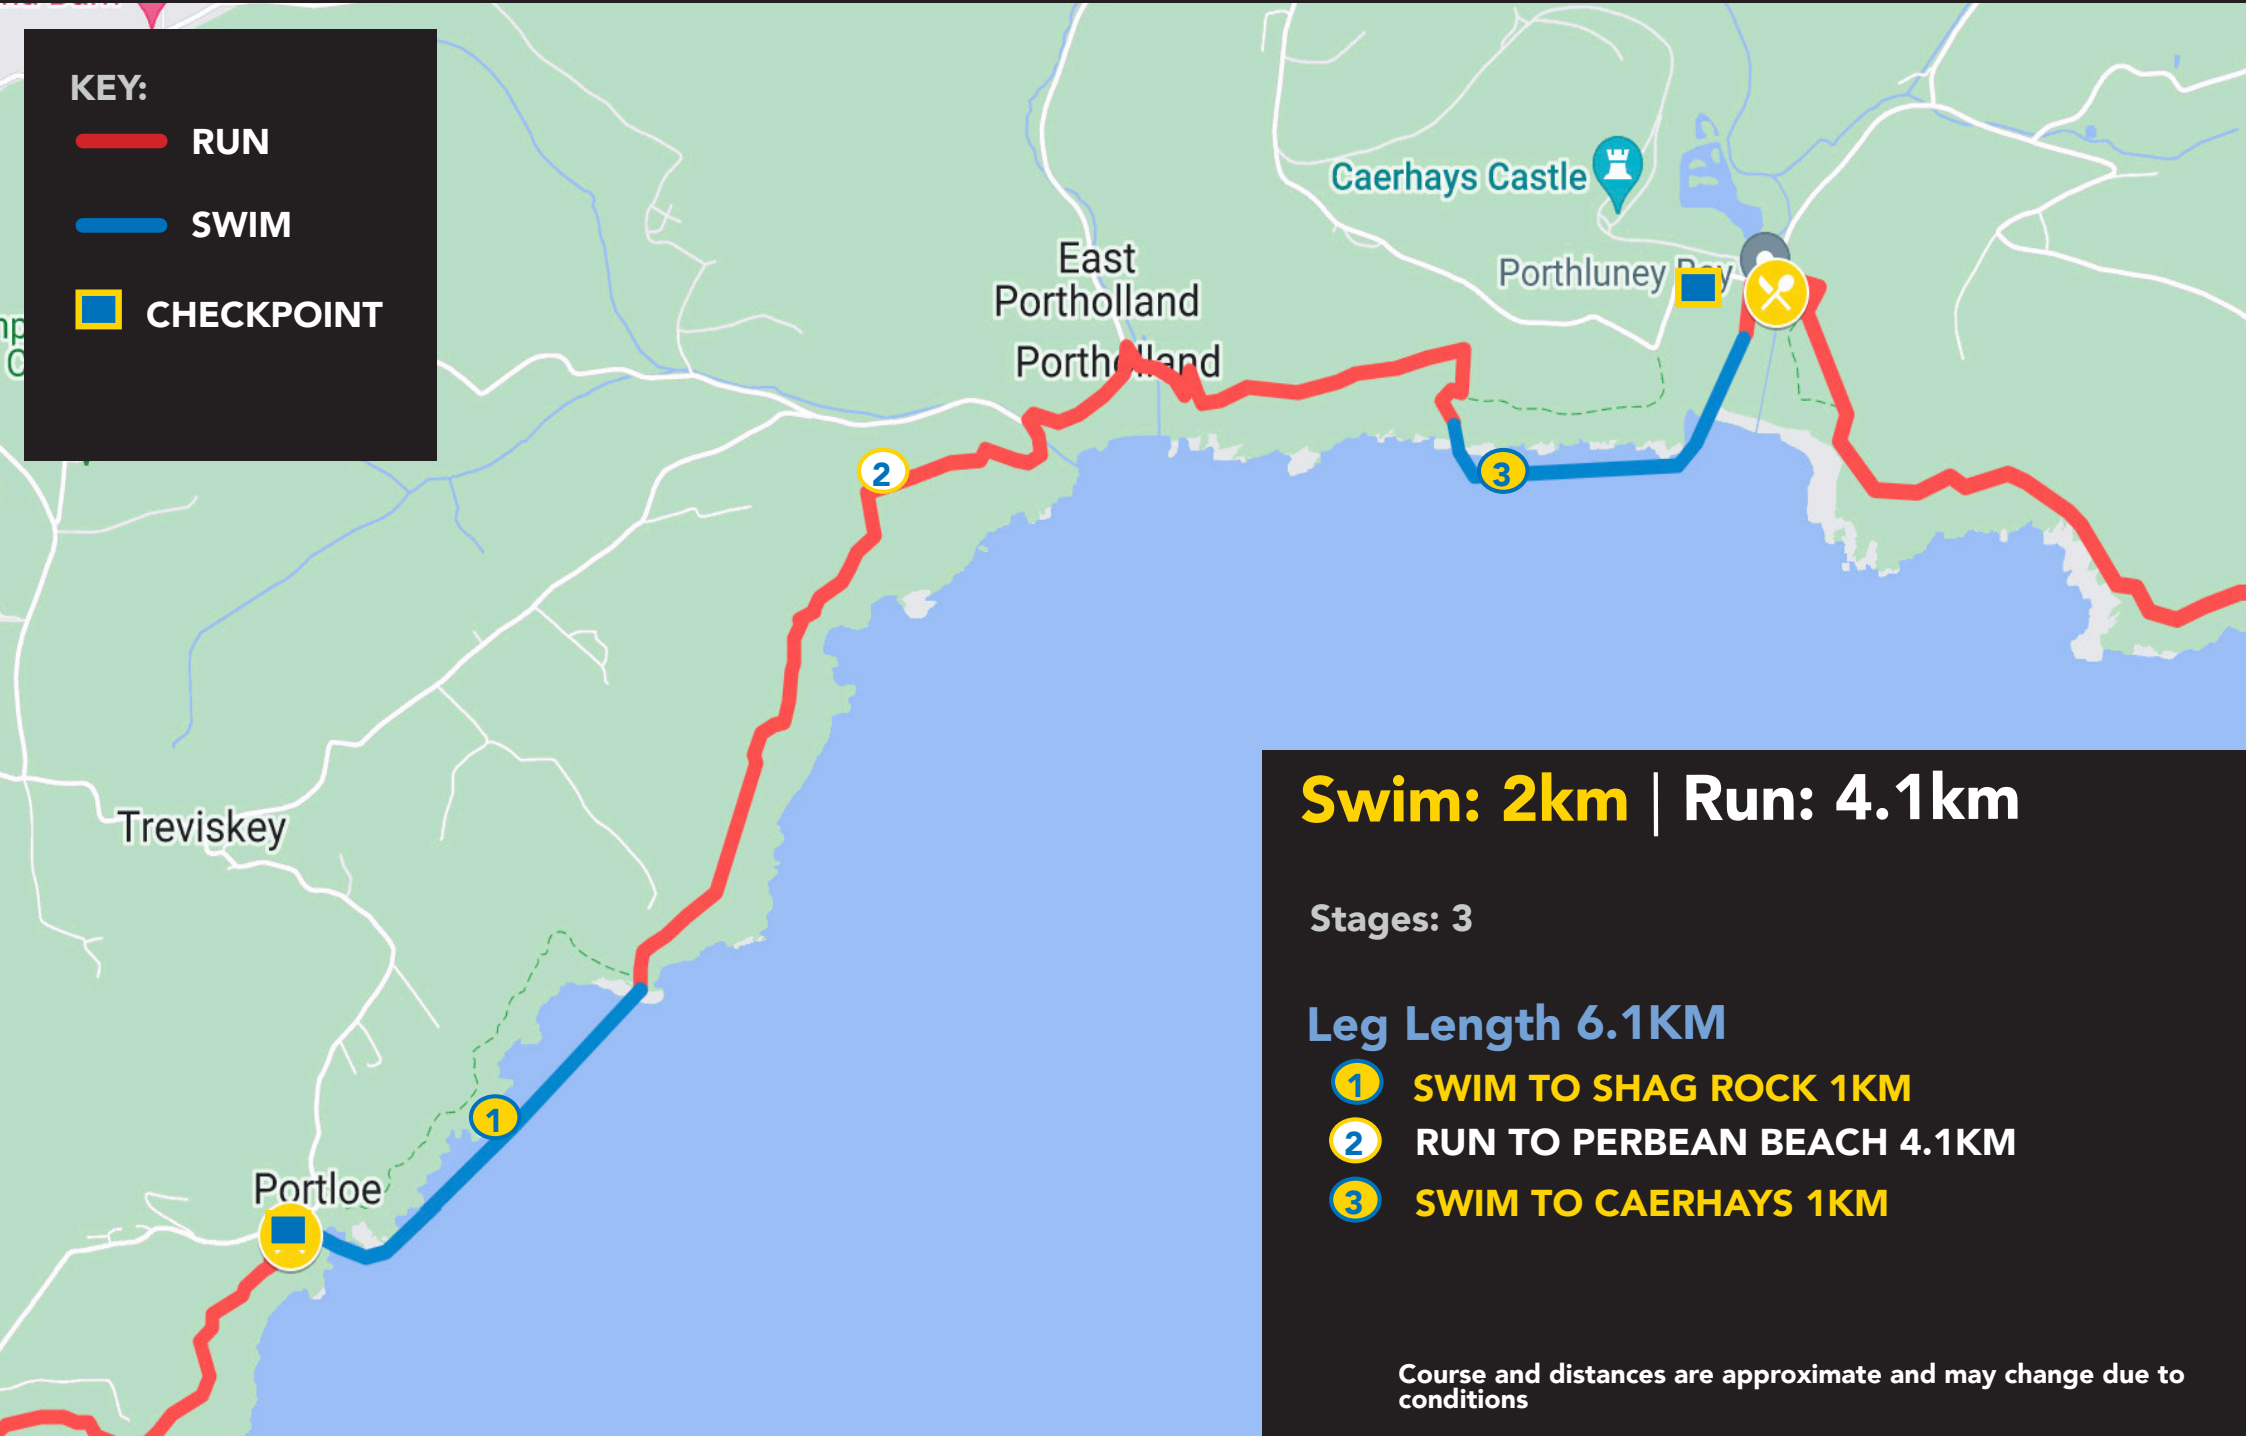 KEY:
RUN
SWIM
CHECKPOINT
Caerhays Castle
East
Portholland
Porthluney Bay
Portholland
2
3
Treviskey
1
Portloe
Swim: 2km | Run: 4.1km
Stages: 3
Leg Length 6.1KM
1 SWIM TO SHAG ROCK 1KM
2 RUN TO PERBEAN BEACH 4.1KM
3 SWIM TO CAERHAYS 1KM
Course and distances are approximate and may change due to
conditions